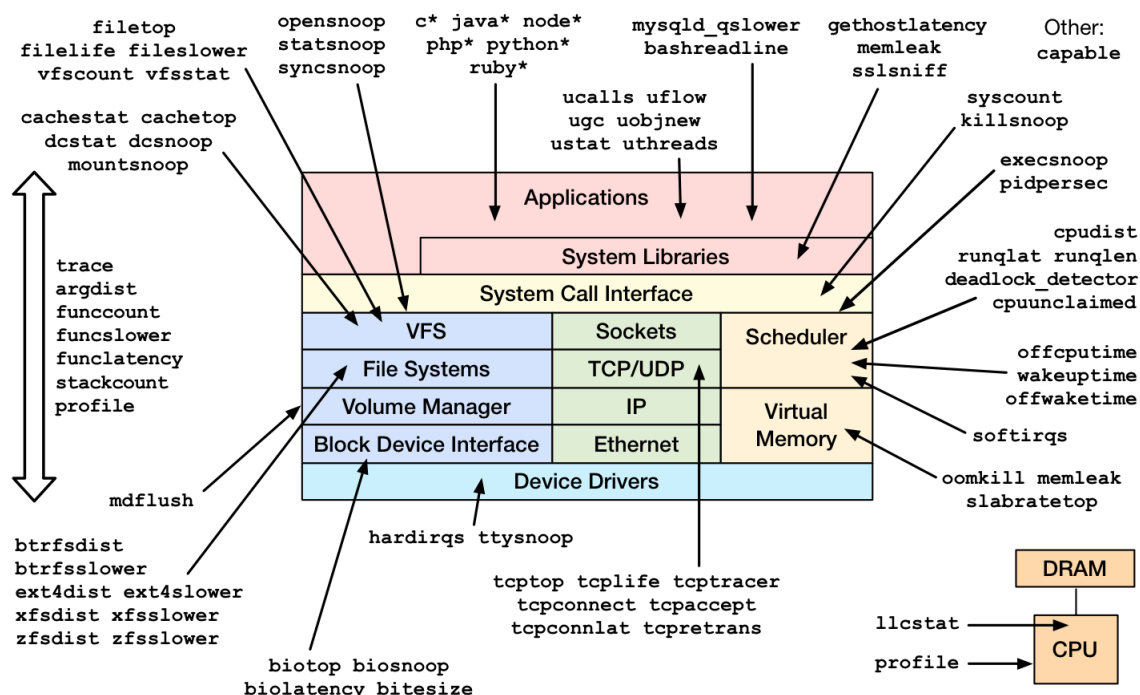 filetop
filelife fileslower
vfscount vfsstat
opensnoop
statsnoop
syncsnoop
c* java* node*
php* python*
ruby*
mysqld_qslower
bashreadline
gethostlatency
memleak
sslsniff
Other:
capable
cachestat cachetop
dcstat dcsnoop
mountsnoop
ucalls uflow
ugc uobjnew
ustat uthreads
syscount
killsnoop
execsnoop
pidpersec
cpudist
runqlat runqlen
deadlock_detector
cpuunclaimed
offcputime
wakeuptime
offwaketime
softirqs
oomkill memleak
slabratetop
trace
argdist
funccount
funcslower
funclatency
stackcount
profile
Applications
System Libraries
System Call Interface
VFS
Sockets
Scheduler
File Systems
TCP/UDP
Volume Manager
IP
Virtual
Memory
Block Device Interface
Ethernet
Device Drivers
mdflush
hardirqs ttysnoop
btrfsdist
btrfsslower
ext4dist ext4slower
xfsdist xfsslower
zfsdist zfsslower
tcptop tcplife tcptracer
tcpconnect tcpaccept
tcpconnlat tcpretrans
biotop biosnoop
biolatency bitesize
DRAM
llcstat
CPU
profile